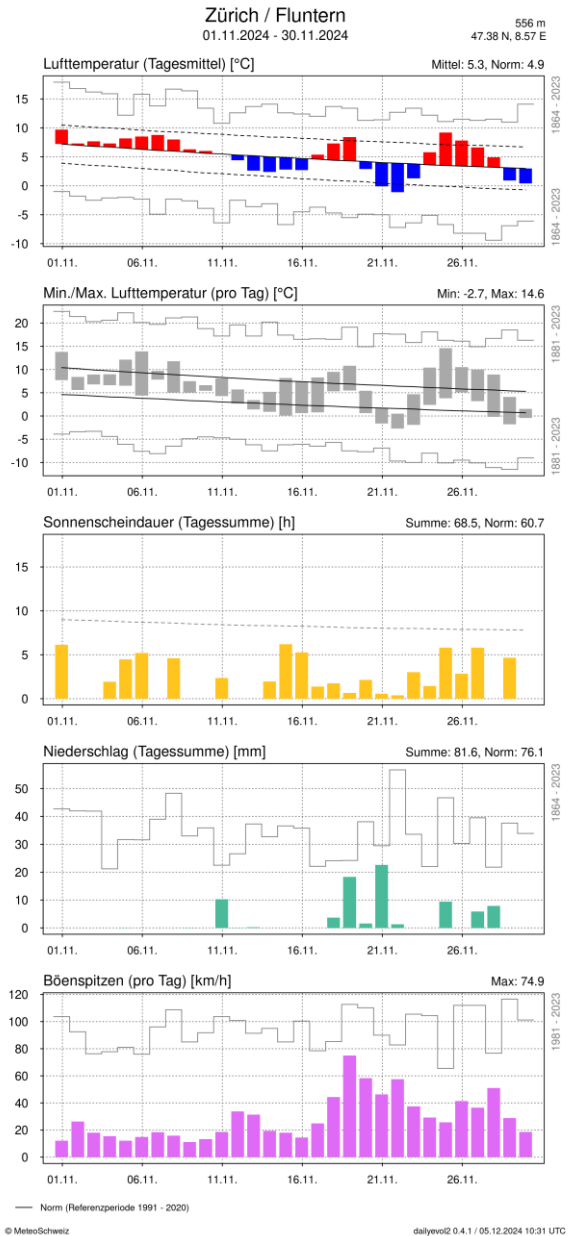 Zürich / Fluntern
01.11.2024 - 30.11.2024
556 m
47.38 N, 8.57 E
Lufttemperatur (Tagesmittel) [°C]
Mittel: 5.3, Norm: 4.9
15
10
5
0
-5
-10
1864 - 2023
1864 - 2023
01.11.
06.11.
11.11.
16.11.
21.11.
26.11.
Min./Max. Lufttemperatur (pro Tag) [°C]
Min: -2.7, Max: 14.6
20
15
10
5
0
-5
-10
1881 - 2023
1881 - 2023
01.11.
06.11.
11.11.
16.11.
21.11.
26.11.
Sonnenscheindauer (Tagessumme) [h]
Summe: 68.5, Norm: 60.7
15
10
5
0
01.11.
06.11.
11.11.
16.11.
21.11.
26.11.
Niederschlag (Tagessumme) [mm]
Summe: 81.6, Norm: 76.1
50
40
30
20
10
0
1864 - 2023
01.11.
06.11.
11.11.
16.11.
21.11.
26.11.
Böenspitzen (pro Tag) [km/h]
Max: 74.9
120
100
80
60
40
20
0
1981 - 2023
01.11.
06.11.
11.11.
16.11.
21.11.
26.11.
Norm (Referenzperiode 1991 - 2020)
© MeteoSchweiz
dailyevol2 0.4.1 / 05.12.2024 10:31 UTC